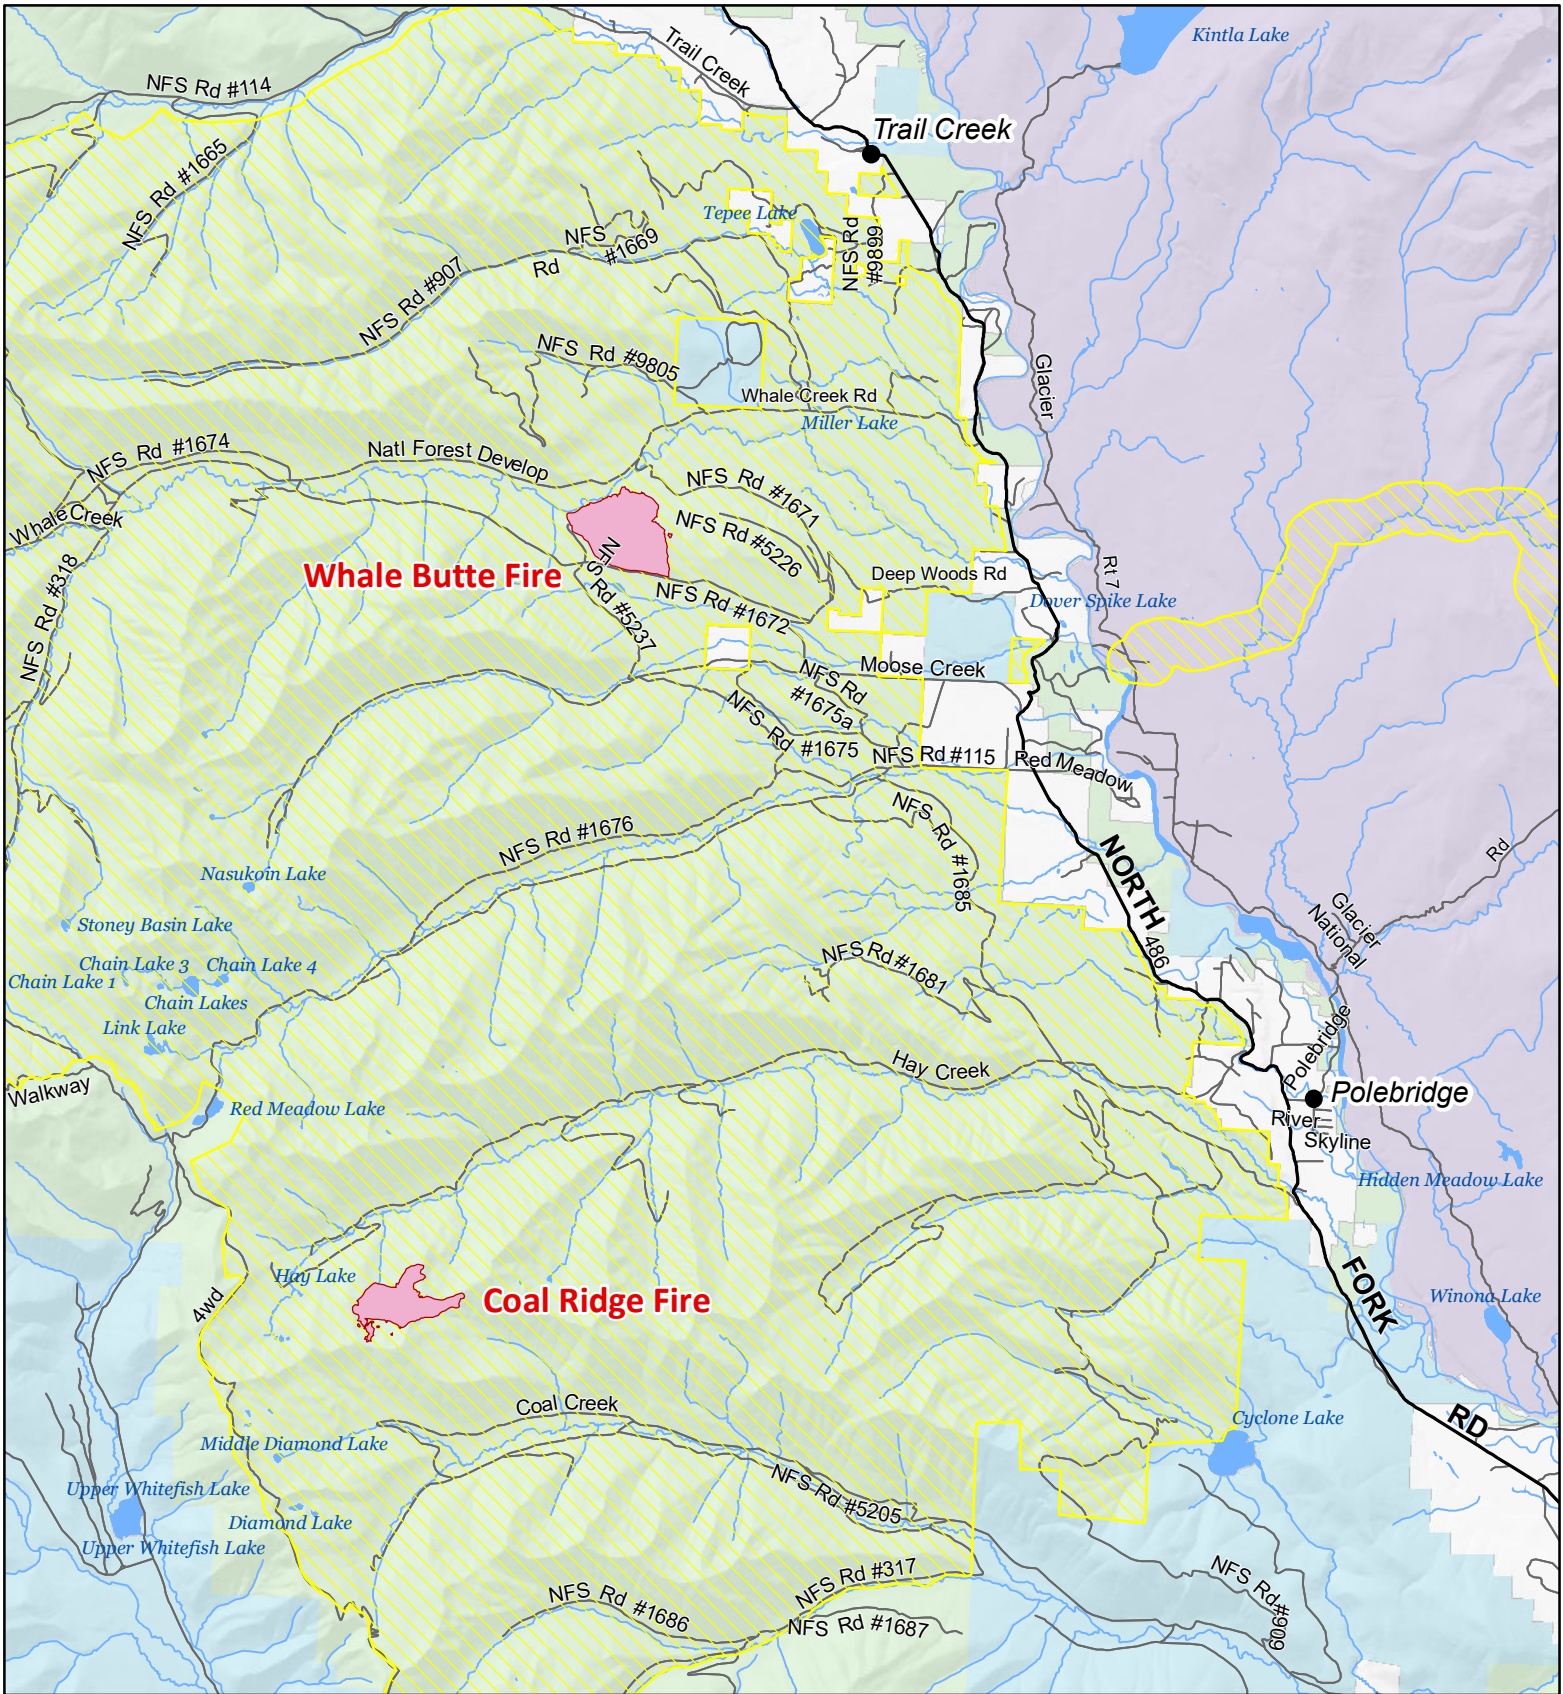 Kintla Lake
Trail Creek
NFS Rd #114
Trail Creek
NFS Rd #1665
Tepee Lake
NFS Rd
#9899
NFS
Rd
#1669
NFS Rd #907
NFS Rd #9805
Glacier
Whale Creek Rd
Miller Lake
NFS Rd #1674
Natl Forest Develop
NFS Rd #1671
Whale Creek
NFS Rd #5226
NFS Rd #318
Whale Butte Fire
NFS
Rd #5237
Deep Woods Rd
Rt 7
NFS Rd #1672
Dover Spike Lake
Moose Creek
NFS Rd
#1675a
NFS Rd #1675
NFS Rd #115
Red Meadow
NFS Rd #1676
NFS Rd #1685
NORTH
486
Rd
Nasukoin Lake
Glacier
National
Stoney Basin Lake
Chain Lake 3
Chain Lake 4
Chain Lake 1
Chain Lakes
Link Lake
NFS Rd #1681
Walkway
Hay Creek
Polebridge
Polebridge
Red Meadow Lake
River
Skyline
Hidden Meadow Lake
Hay Lake
4wd
Coal Ridge Fire
FORK
Winona Lake
Coal Creek
RD
Cyclone Lake
Middle Diamond Lake
Upper Whitefish Lake
NFS Rd #5205
Diamond Lake
Upper Whitefish Lake
NFS Rd #317
NFS Rd #909
NFS Rd #1686
NFS Rd #1687